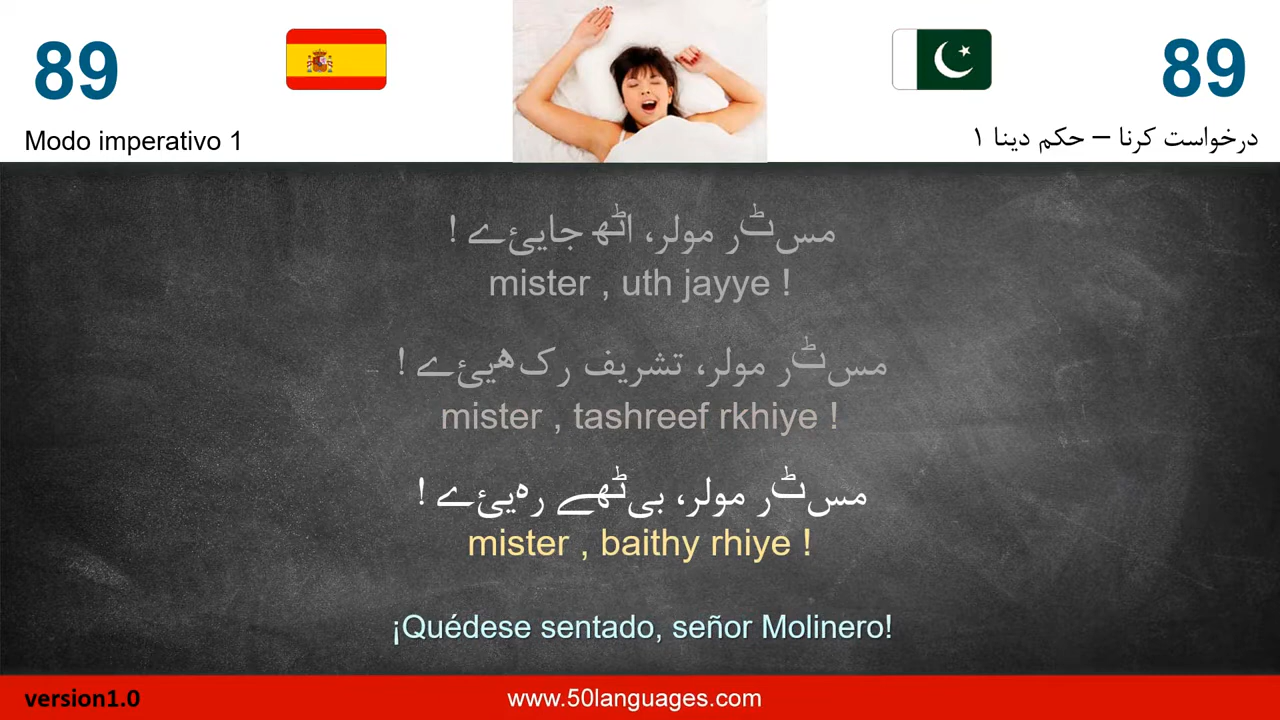 89
89
Modo imperativo 1
درخواست کرنا – حکم دینا ۱
مسٹر مولر، اٹھ جایئے !
mister , uth jayye !
مسٹر مولر، تشریف رکھیئے !
mister , tashreef rkhiye !
مسٹر مولر، بیٹھے رہیئے !
mister , baithy rhiye !
¡Quédese sentado, señor Molinero!
version1.0
www.50languages.com